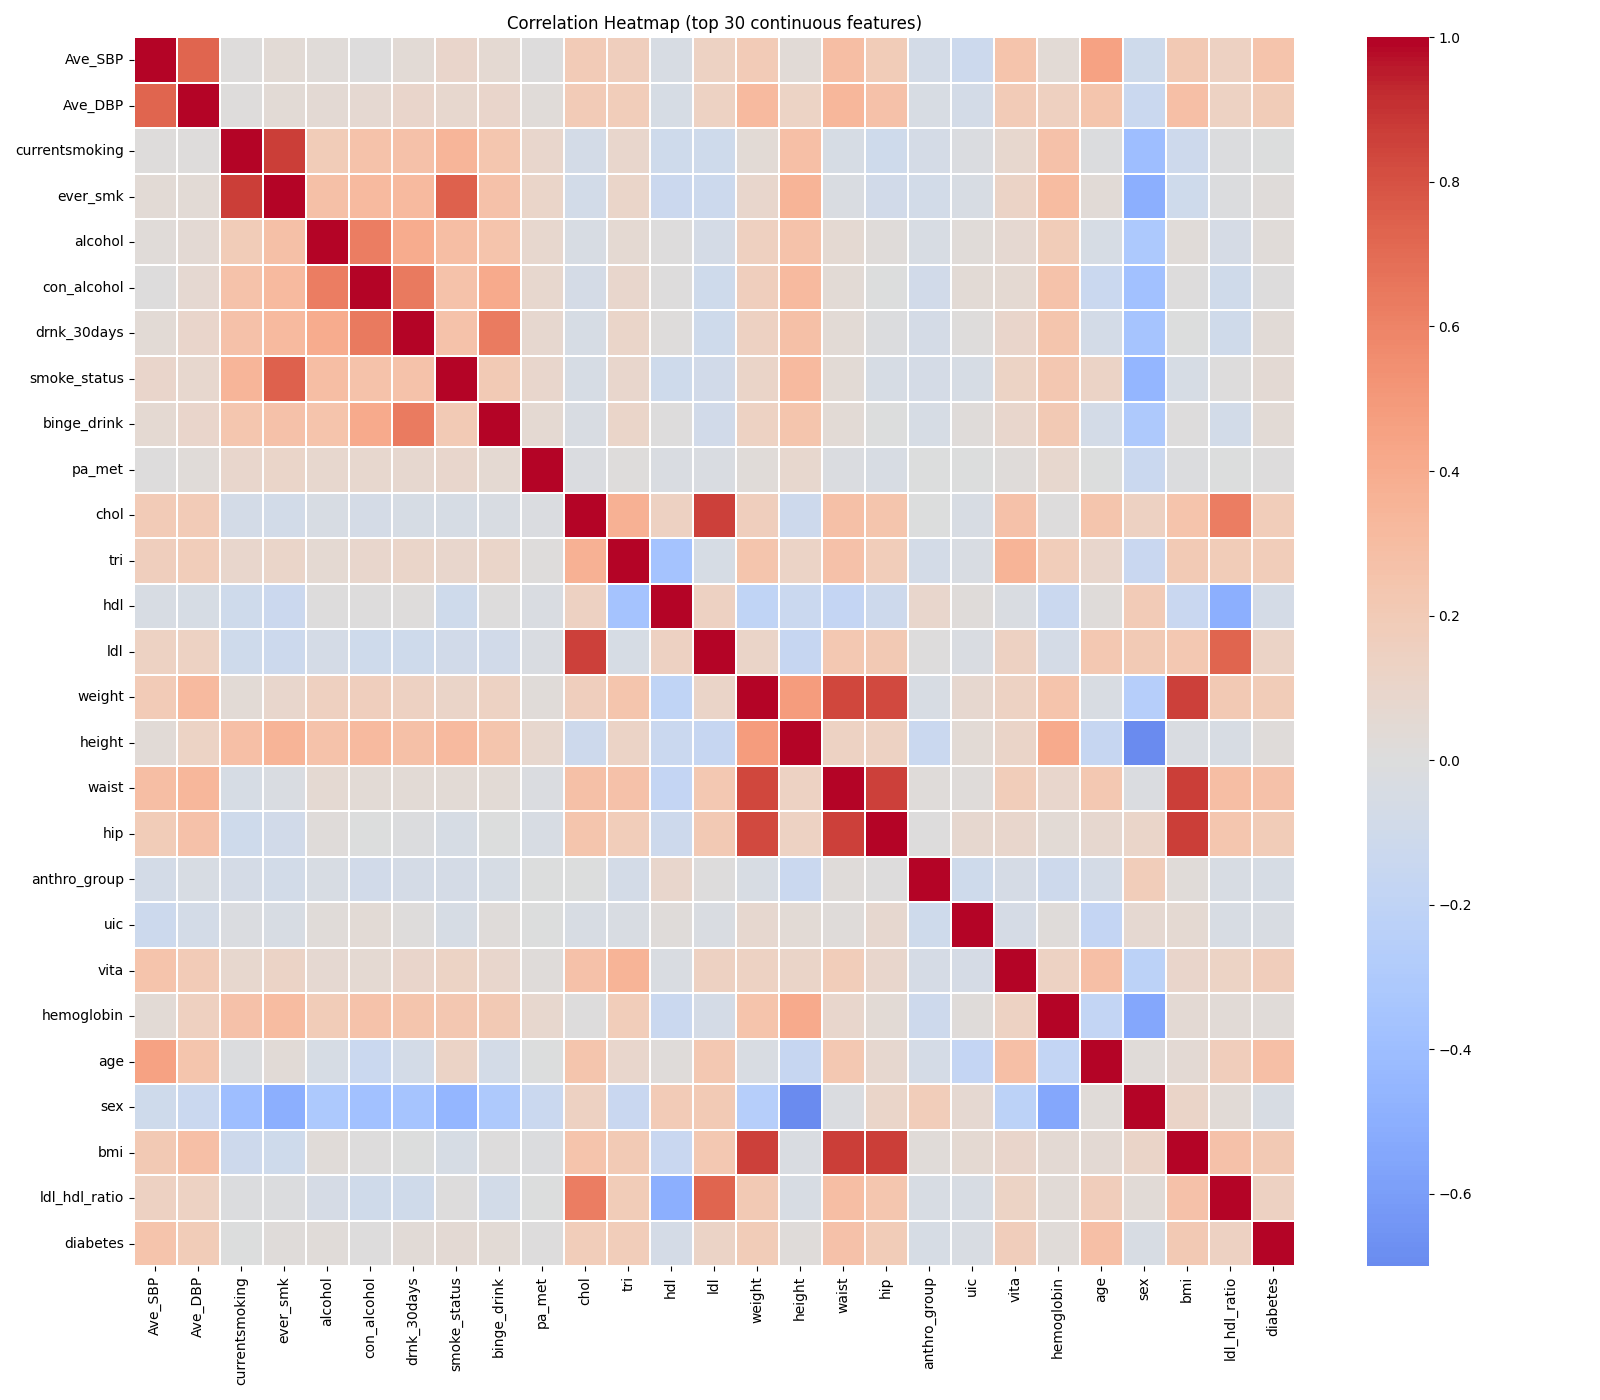 Correlation Heatmap (top 30 continuous features)
Ave_SBP
Ave_DBP
currentsmoking
ever_smk
alcohol
con_alcohol
drnk_30days
smoke_status
binge_drink
pa_met
chol
tri
hdl
ldl
weight
height
waist
hip
anthro_group
uic
vita
hemoglobin
age
sex
bmi
ldl_hdl_ratio
diabetes
Ave_SBP
Ave_DBP
currentsmoking
ever_smk
alcohol
con_alcohol
drnk_30days
smoke_status
binge_drink
pa_met
chol
tri
hdl
ldl
weight
height
waist
hip
anthro_group
uic
vita
hemoglobin
age
sex
bmi
ldl_hdl_ratio
diabetes
1.0
0.8
0.6
0.4
0.2
0.0
−0.2
−0.4
−0.6